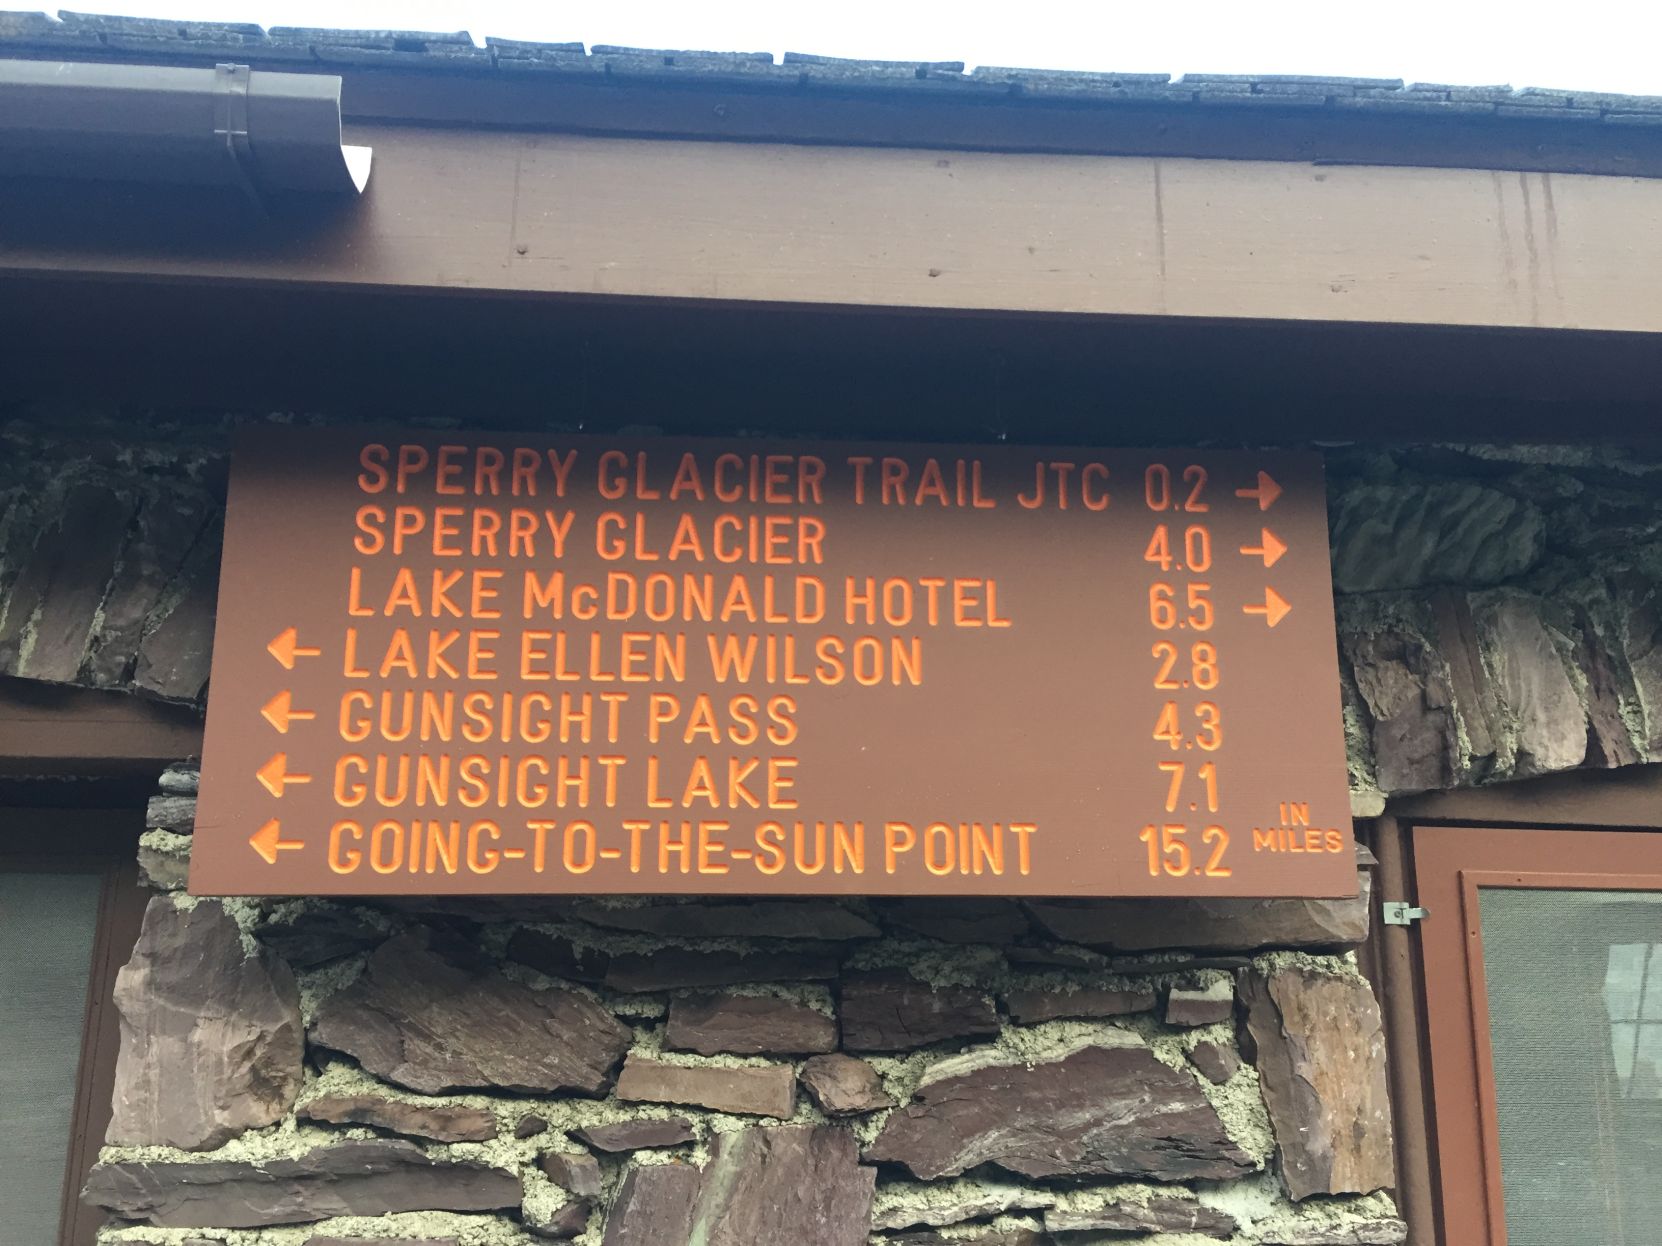 SPERRY GLACIER TRAIL JTC 0.2 →
SPERRY GLACIER 4.0 →
LAKE McDONALD HOTEL 6.5 →
← LAKE ELLEN WILSON 2.8
← GUNSIGHT PASS 4.3
← GUNSIGHT LAKE 7.1
← GOING-TO-THE-SUN POINT 15.2
IN
MILES